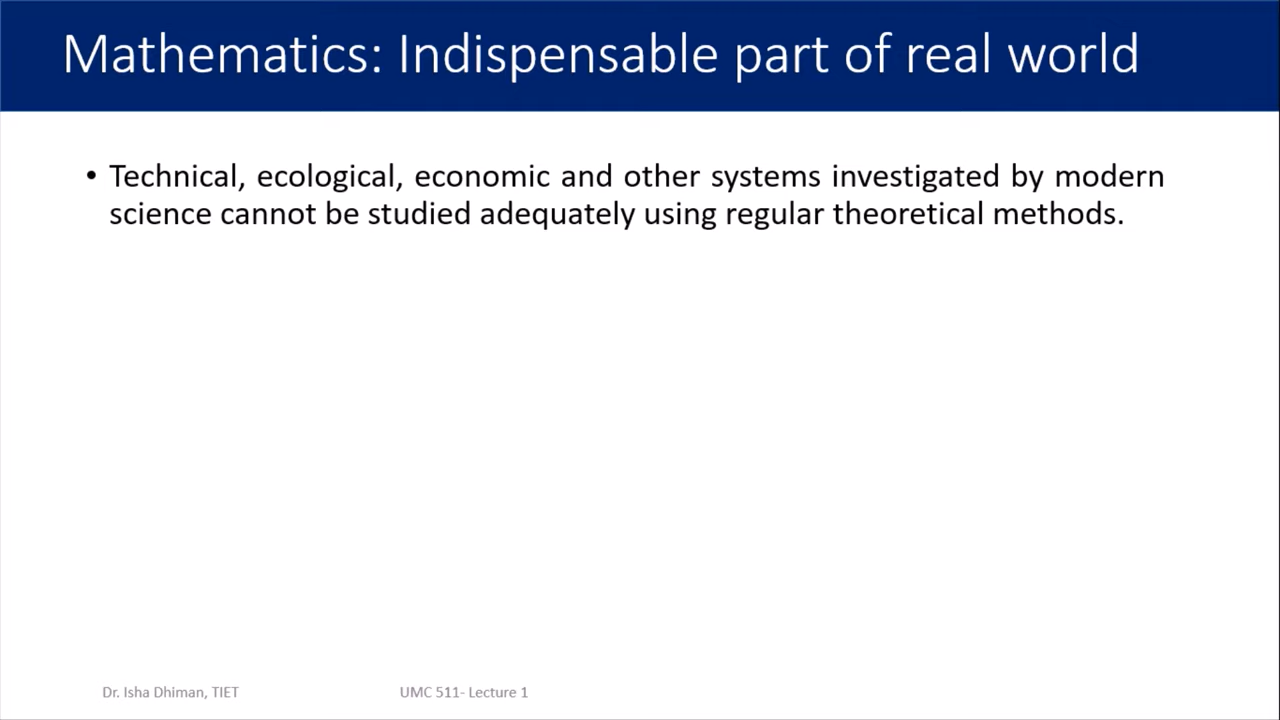 Mathematics: Indispensable part of real world
• Technical, ecological, economic and other systems investigated by modern
science cannot be studied adequately using regular theoretical methods.
Dr. Isha Dhiman, TIET
UMC 511- Lecture 1